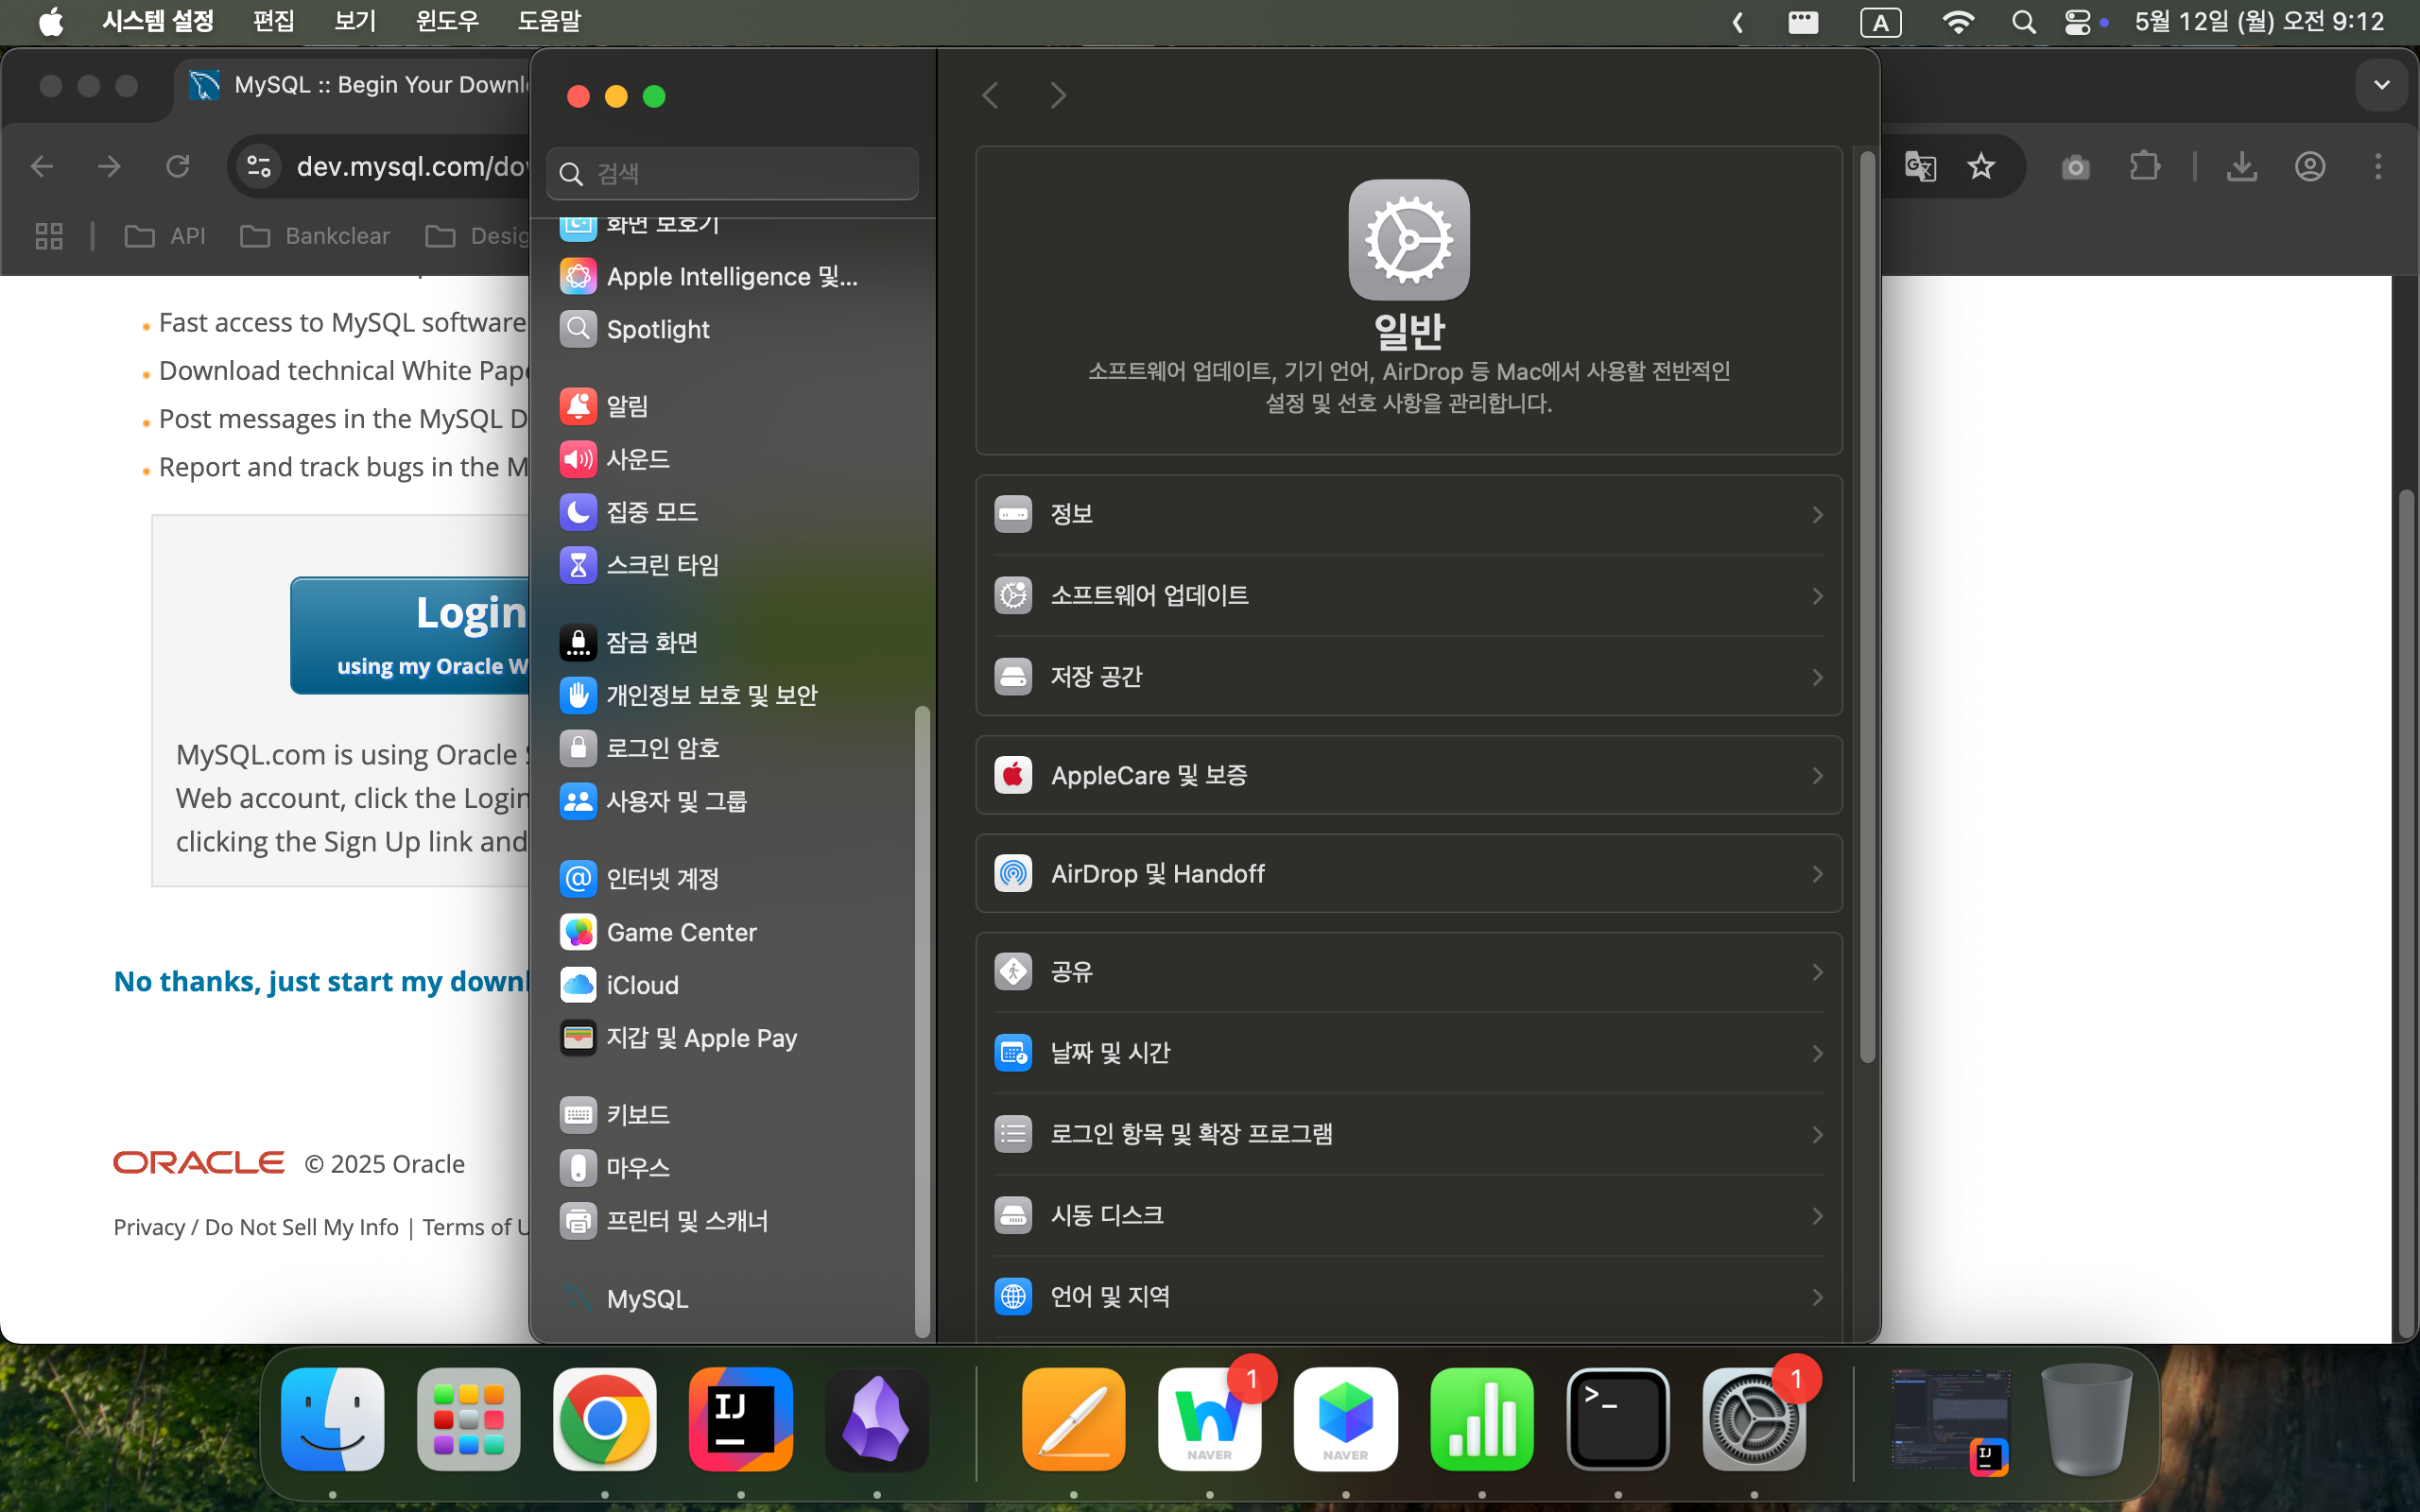 시스템 설정 편집 보기 윈도우 도움말
A 5월 12일 (월) 오전 9:12
MySQL :: Begin Your Downl
dev.mysql.com/do
API Bankclear Desig
Fast access to MySQL software
Download technical White Pap
Post messages in the MySQL D
Report and track bugs in the M
Login
using my Oracle W
MySQL.com is using Oracle
Web account, click the Login
clicking the Sign Up link and
No thanks, just start my downl
ORACLE © 2025 Oracle
Privacy / Do Not Sell My Info | Terms of U
검색
화면 보호기
Apple Intelligence 및...
Spotlight
알림
사운드
집중 모드
스크린 타임
잠금 화면
개인정보 보호 및 보안
로그인 암호
사용자 및 그룹
인터넷 계정
Game Center
iCloud
지갑 및 Apple Pay
키보드
마우스
프린터 및 스캐너
MySQL
일반
소프트웨어 업데이트, 기기 언어, AirDrop 등 Mac에서 사용할 전반적인
설정 및 선호 사항을 관리합니다.
정보
소프트웨어 업데이트
저장 공간
AppleCare 및 보증
AirDrop 및 Handoff
공유
날짜 및 시간
로그인 항목 및 확장 프로그램
시동 디스크
언어 및 지역
IJ
NAVER
1
NAVER
>_
1
IJ